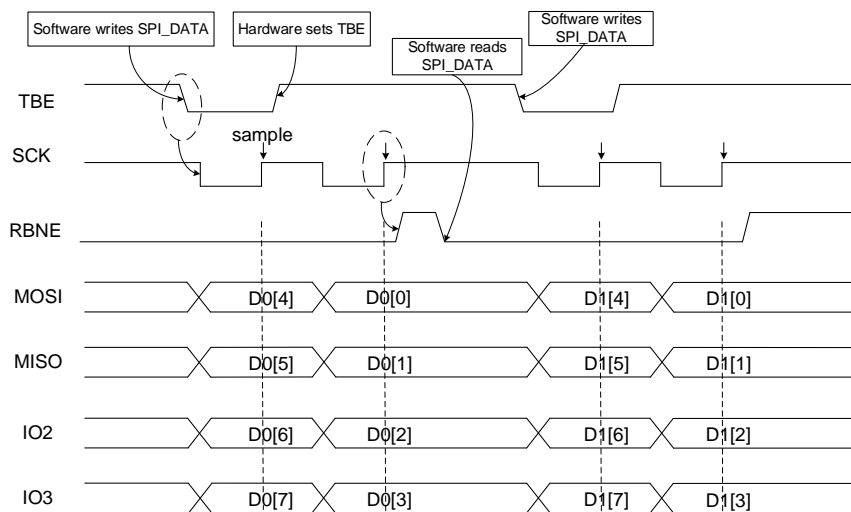 Software writes SPI_DATA
Hardware sets TBE
Software reads
SPI_DATA
Software writes
SPI_DATA
TBE
sample
SCK
RBNE
MOSI D0[4] D0[0] D1[4] D1[0]
MISO D0[5] D0[1] D1[5] D1[1]
IO2 D0[6] D0[2] D1[6] D1[2]
IO3 D0[7] D0[3] D1[7] D1[3]